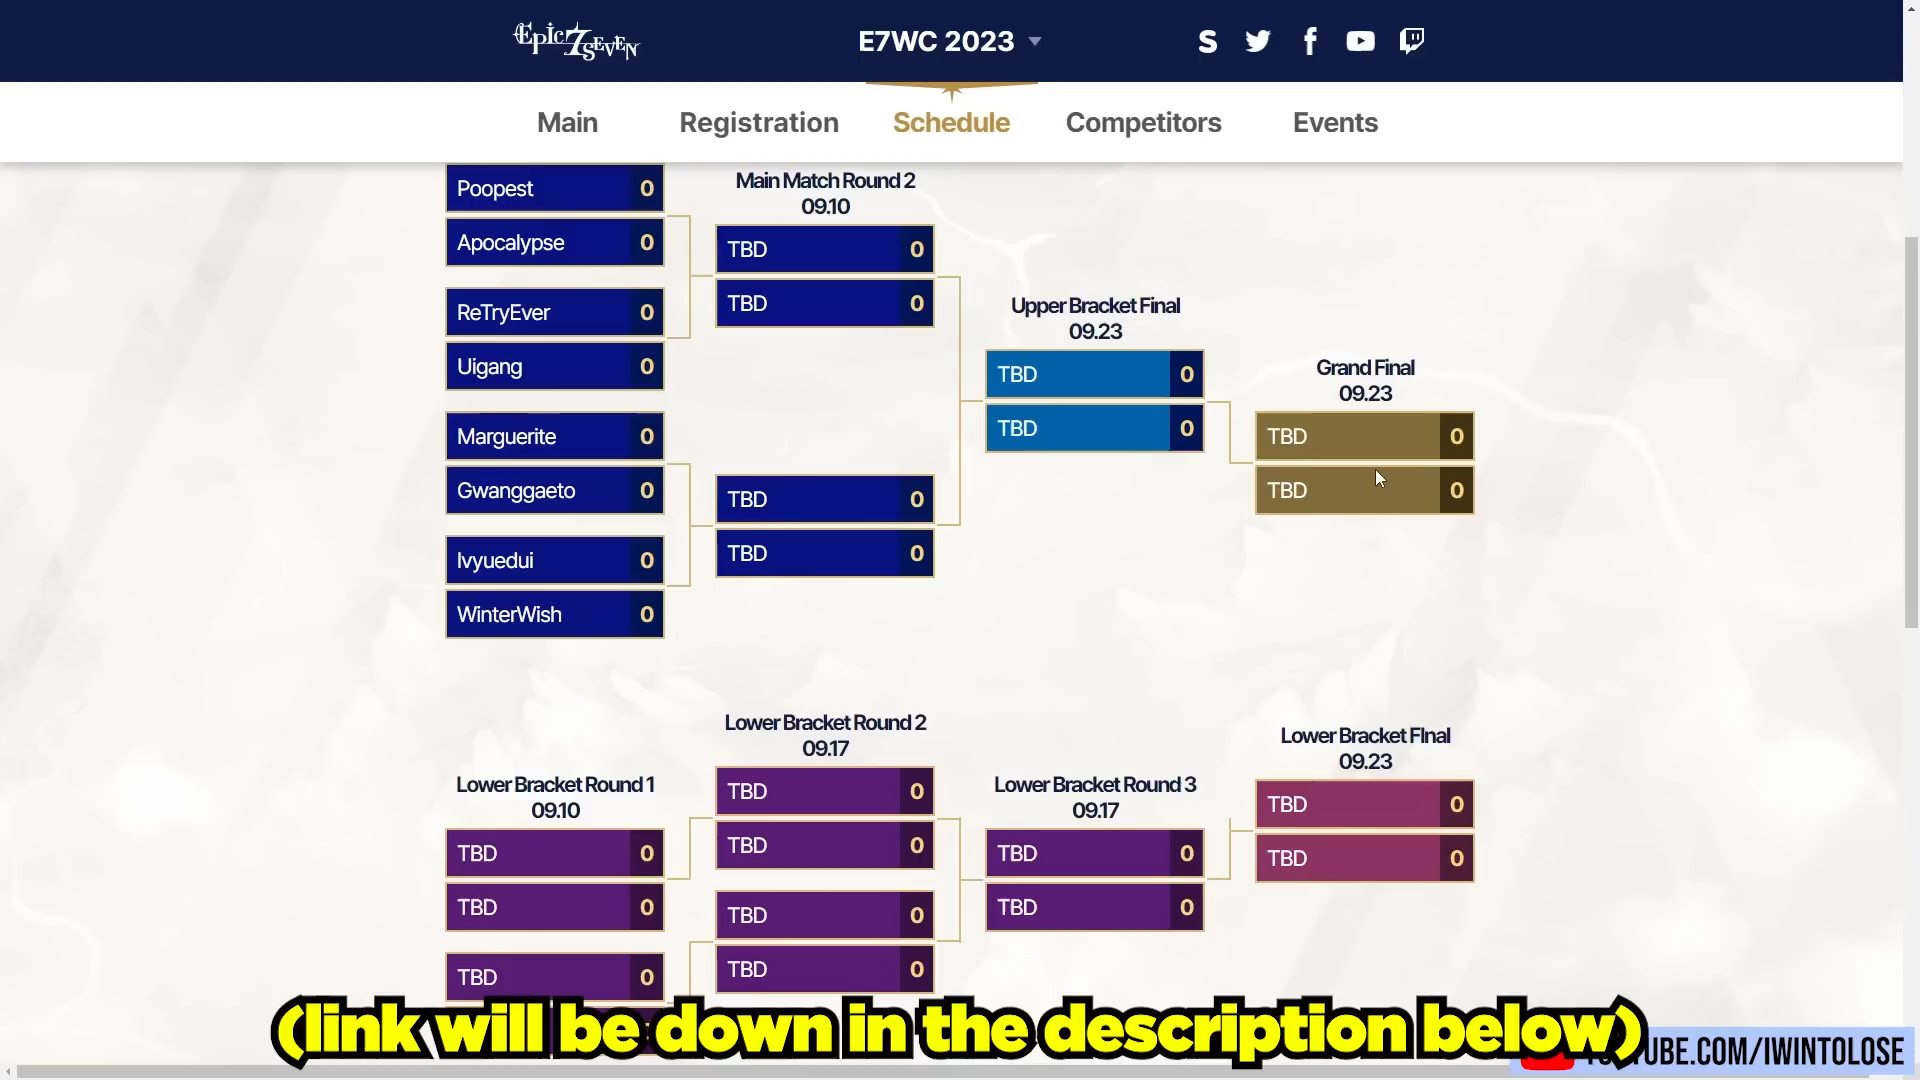 Epic 7 SEVEN
E7WC 2023
Main
Registration
Schedule
Competitors
Events
Poopest 0
Apocalypse 0
ReTryEver 0
Uigang 0
Marguerite 0
Gwanggaeto 0
Ivyuedui 0
WinterWish 0
Main Match Round 2
09.10
TBD 0
TBD 0
TBD 0
TBD 0
Upper Bracket Final
09.23
TBD 0
TBD 0
Grand Final
09.23
TBD 0
TBD 0
Lower Bracket Round 1
09.10
TBD 0
TBD 0
TBD 0
Lower Bracket Round 2
09.17
TBD 0
TBD 0
TBD 0
TBD 0
Lower Bracket Round 3
09.17
TBD 0
TBD 0
Lower Bracket FInal
09.23
TBD 0
TBD 0
(link will be down in the description below)
YOUTUBE.COM/IWINTOLOSE